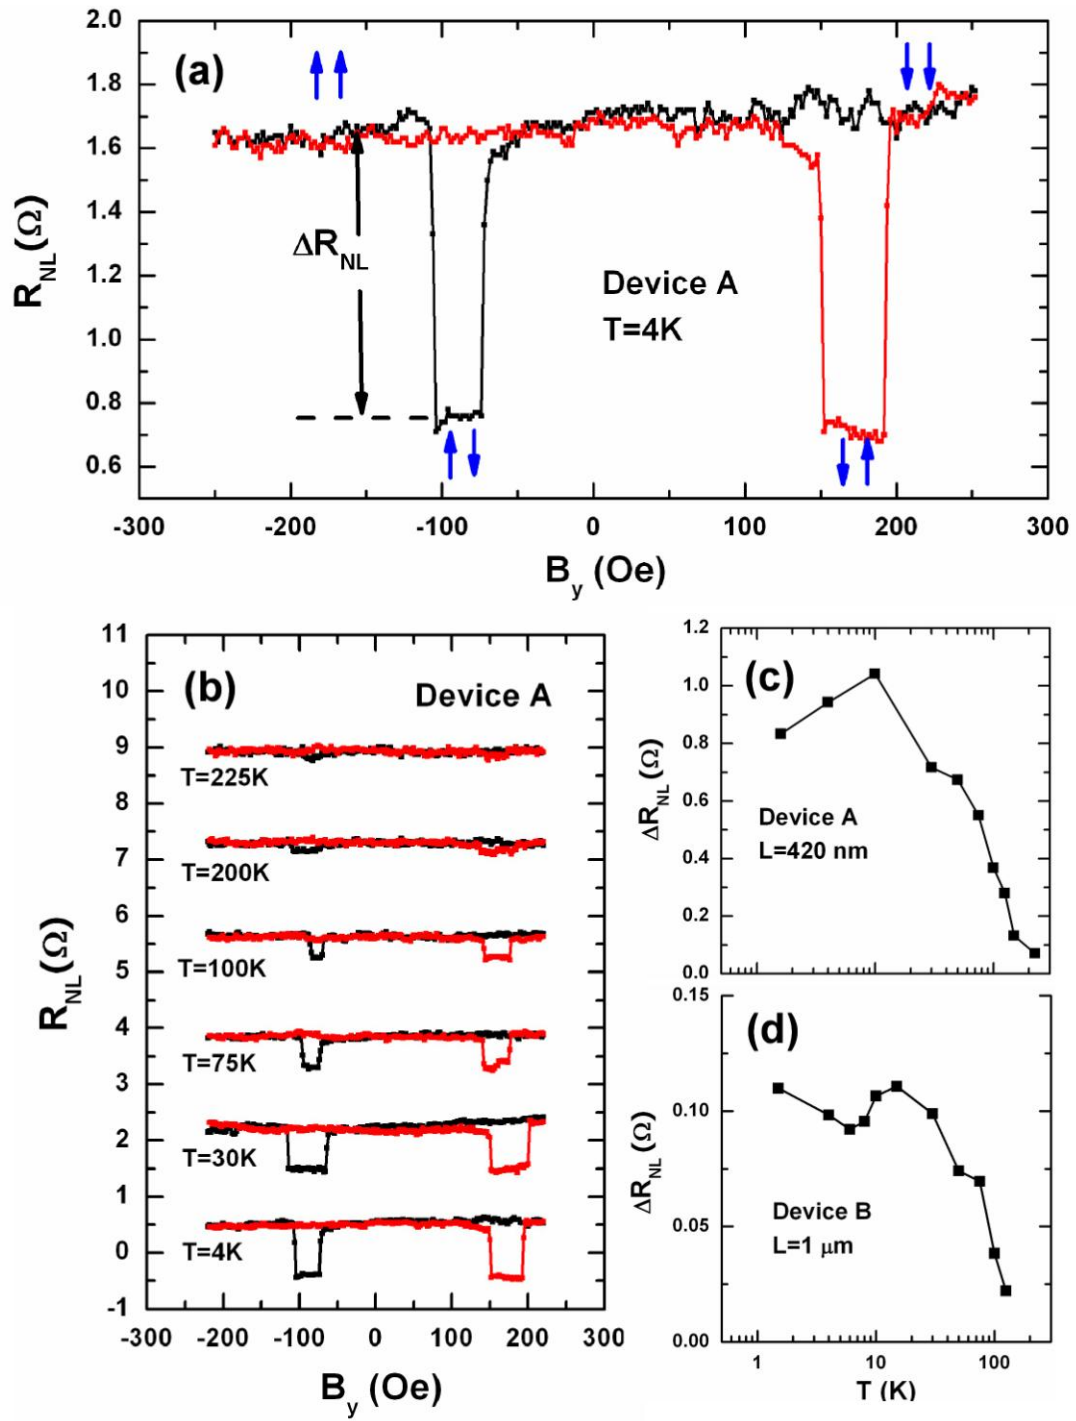 2.0
(a)
1.8
1.6
1.4
1.2
1.0
0.8
0.6
R_NL(Ω)
ΔR_NL
Device A
T=4K
-300 -200 -100 0 100 200 300
B_y (Oe)
11
10
9
8
7
6
5
4
3
2
1
0
-1
R_NL(Ω)
(b)
Device A
T=225K
T=200K
T=100K
T=75K
T=30K
T=4K
-300 -200 -100 0 100 200 300
B_y (Oe)
1.2
1.0
0.8
0.6
0.4
0.2
0.0
ΔR_NL(Ω)
(c)
Device A
L=420 nm
0.15
0.10
0.05
0.00
ΔR_NL(Ω)
(d)
Device B
L=1 μm
1 10 100
T (K)